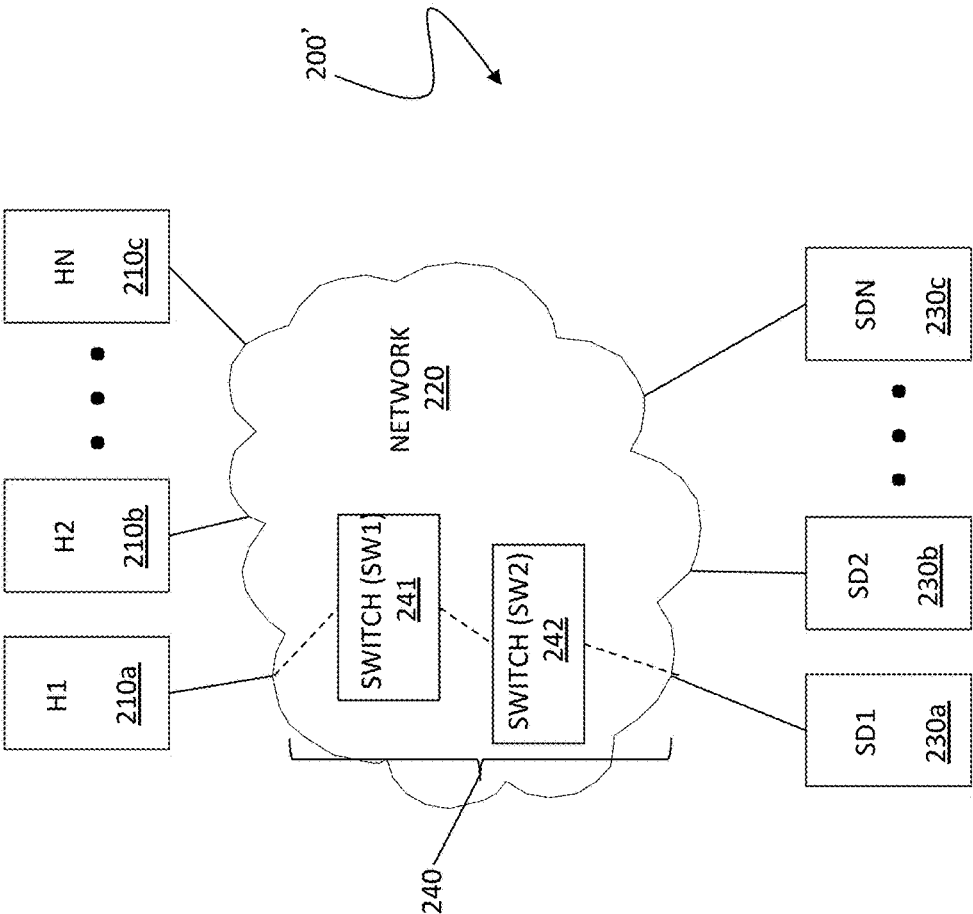 200'
H1
210a
H2
210b
HN
210c
NETWORK
220
SWITCH (SW1)
241
SWITCH (SW2)
242
240
SD1
230a
SD2
230b
SDN
230c